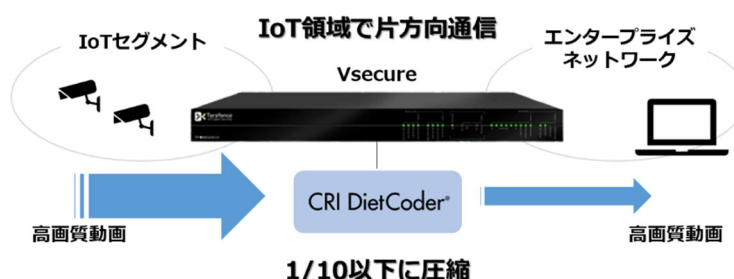 IoT領域で片方向通信
IoTセグメント
エンタープライズ
ネットワーク
Vsecure
Terafence
CRI DietCoder®
高画質動画
高画質動画
1/10以下に圧縮